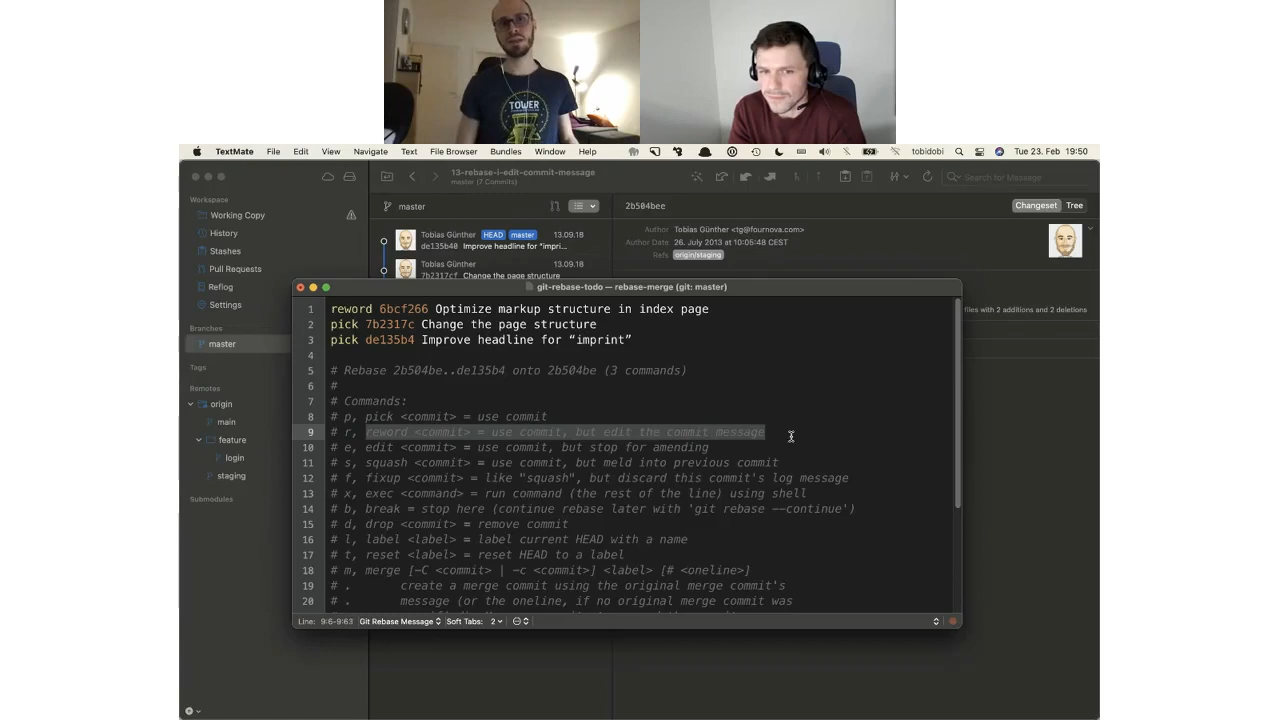 TOWER
TextMate File Edit View Navigate Text File Browser Bundles Window Help tobidobi Tue 23. Feb 19:50
13-rebase-i-edit-commit-message
master (7 Commits)
Search for Message
Workspace
Working Copy
History
Stashes
Pull Requests
Reflog
Settings
Branches
master
Tags
Remotes
origin
main
feature
login
staging
Submodules
master
Tobias Günther HEAD master 13.09.18
de135b40 Improve headline for “impri...
Tobias Günther 13.09.18
7b2317cf Change the page structure
2b504bee Changeset Tree
Author Tobias Günther <tg@fournova.com>
Author Date 26. July 2013 at 10:05:48 CEST
Refs origin/staging
files with 2 additions and 2 deletions
git-rebase-todo — rebase-merge (git: master)
1 reword 6bcf266 Optimize markup structure in index page
2 pick 7b2317c Change the page structure
3 pick de135b4 Improve headline for “imprint”
4
5 # Rebase 2b504be..de135b4 onto 2b504be (3 commands)
6 #
7 # Commands:
8 # p, pick <commit> = use commit
9 # r, reword <commit> = use commit, but edit the commit message
10 # e, edit <commit> = use commit, but stop for amending
11 # s, squash <commit> = use commit, but meld into previous commit
12 # f, fixup <commit> = like "squash", but discard this commit's log message
13 # x, exec <command> = run command (the rest of the line) using shell
14 # b, break = stop here (continue rebase later with 'git rebase --continue')
15 # d, drop <commit> = remove commit
16 # l, label <label> = label current HEAD with a name
17 # t, reset <label> = reset HEAD to a label
18 # m, merge [-C <commit> | -c <commit>] <label> [# <oneline>]
19 # . create a merge commit using the original merge commit's
20 # . message (or the oneline, if no original merge commit was
Line: 9:6-9:63 Git Rebase Message Soft Tabs: 2